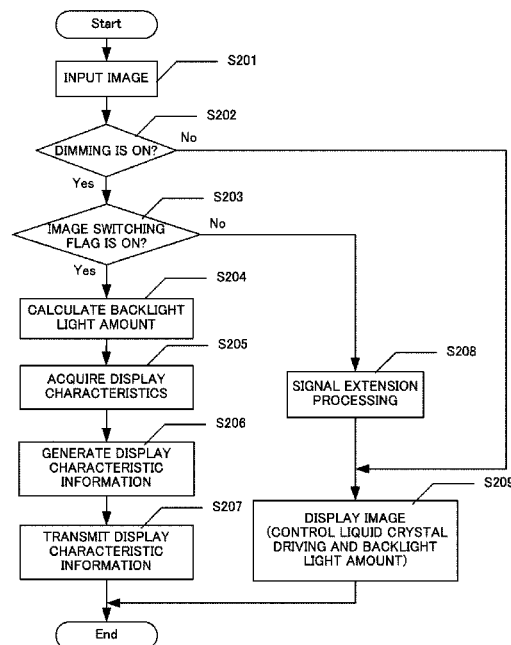 Start
S201
INPUT IMAGE
S202
DIMMING IS ON?
No
Yes
S203
IMAGE SWITCHING
FLAG IS ON?
No
Yes
S204
CALCULATE BACKLIGHT
LIGHT AMOUNT
S205
ACQUIRE DISPLAY
CHARACTERISTICS
S206
GENERATE DISPLAY
CHARACTERISTIC
INFORMATION
S207
TRANSMIT DISPLAY
CHARACTERISTIC
INFORMATION
S208
SIGNAL EXTENSION
PROCESSING
S209
DISPLAY IMAGE
(CONTROL LIQUID CRYSTAL
DRIVING AND BACKLIGHT
LIGHT AMOUNT)
End